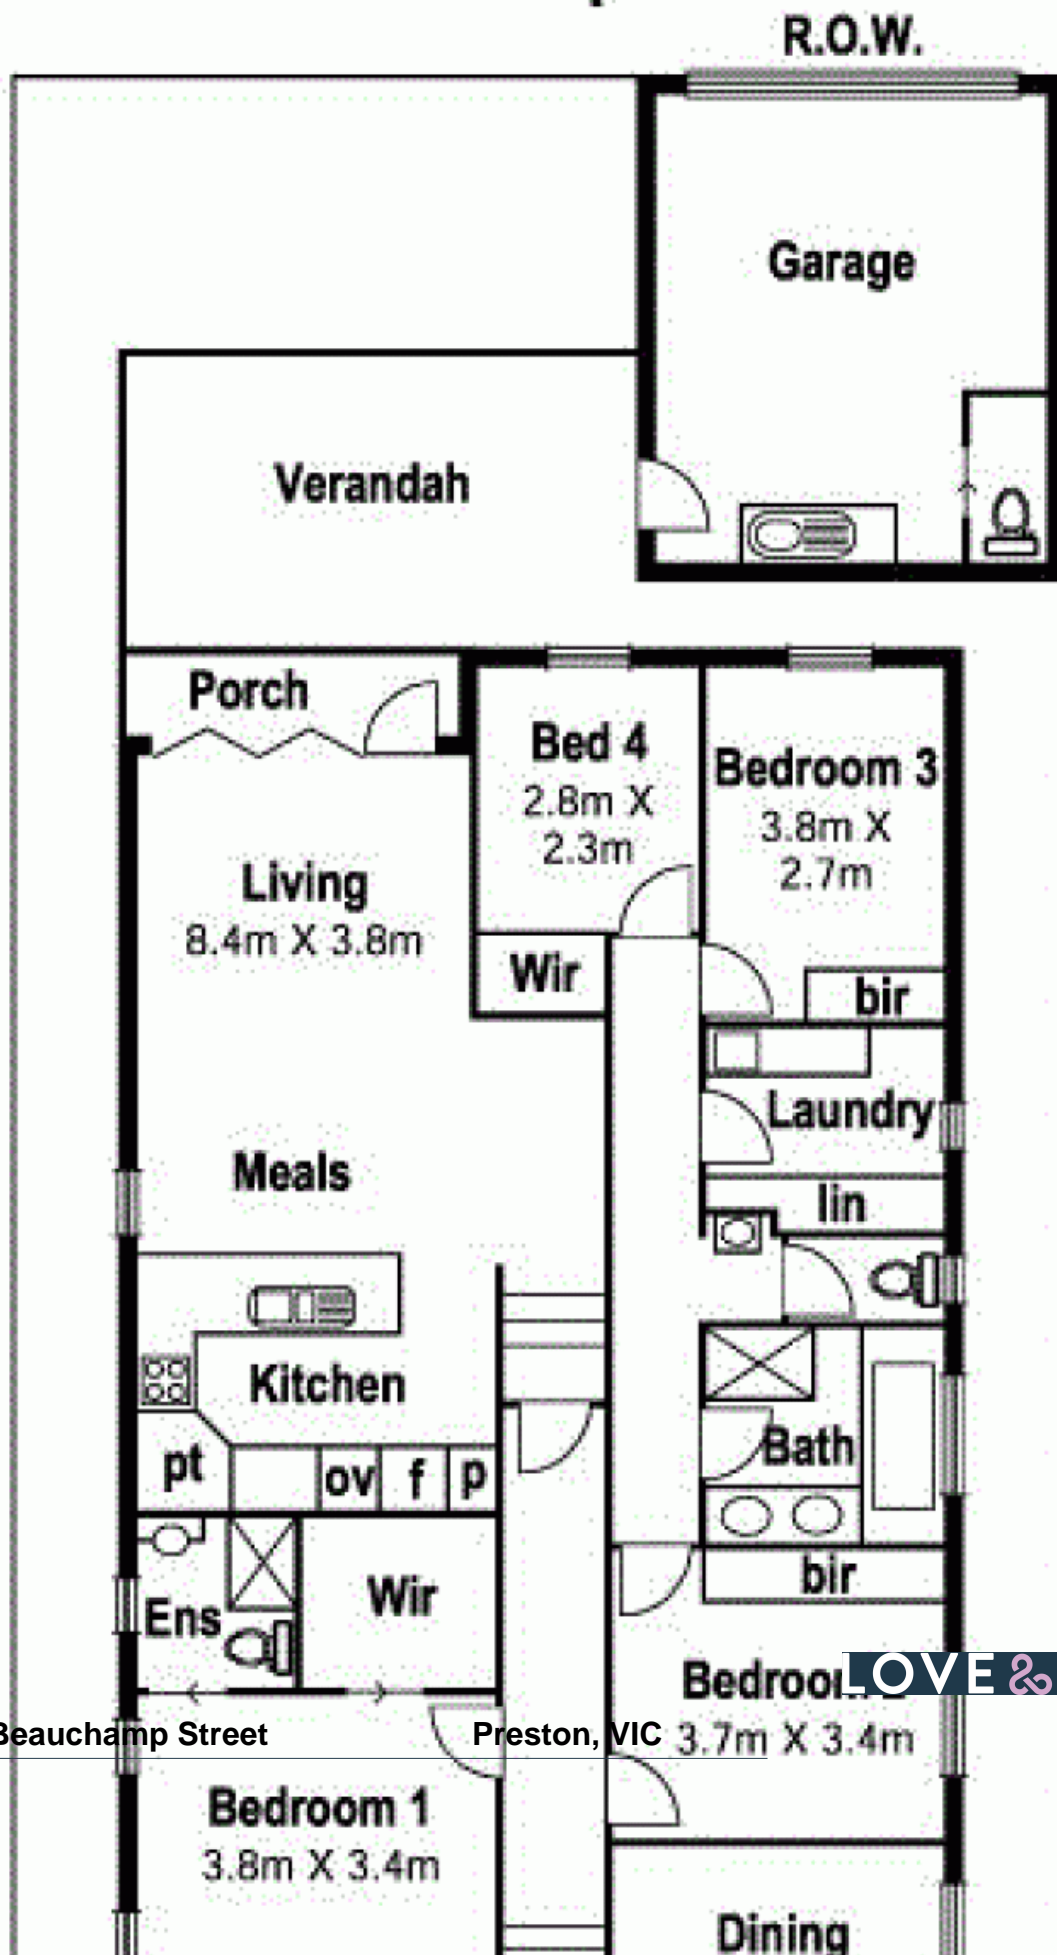 R.O.W.
Garage
Verandah
Porch
Bed 4
2.8m X
2.3m
Bedroom 3
3.8m X
2.7m
Living
8.4m X 3.8m
Wir
bir
Laundry
Meals
lin
Kitchen
Bath
pt
ov
f
p
bir
Wir
Ens
LOVE &
Beauchamp Street
Preston, VIC
3.7m X 3.4m
Bedroom 1
3.8m X 3.4m
Dining